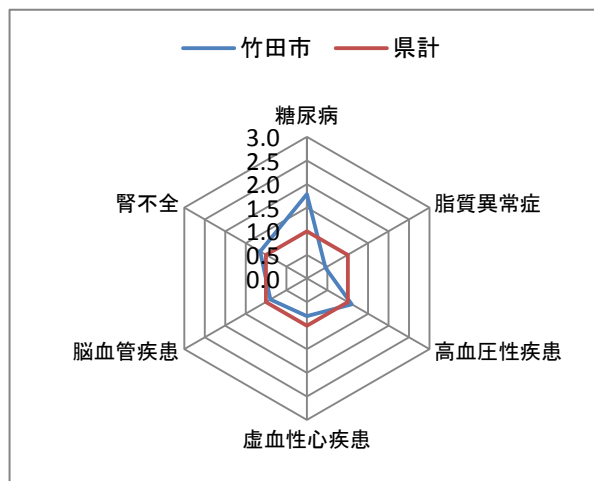 竹田市 県計
糖尿病
3.0
2.5
2.0
1.5
1.0
0.5
0.0
脂質異常症
高血圧性疾患
虚血性心疾患
脳血管疾患
腎不全